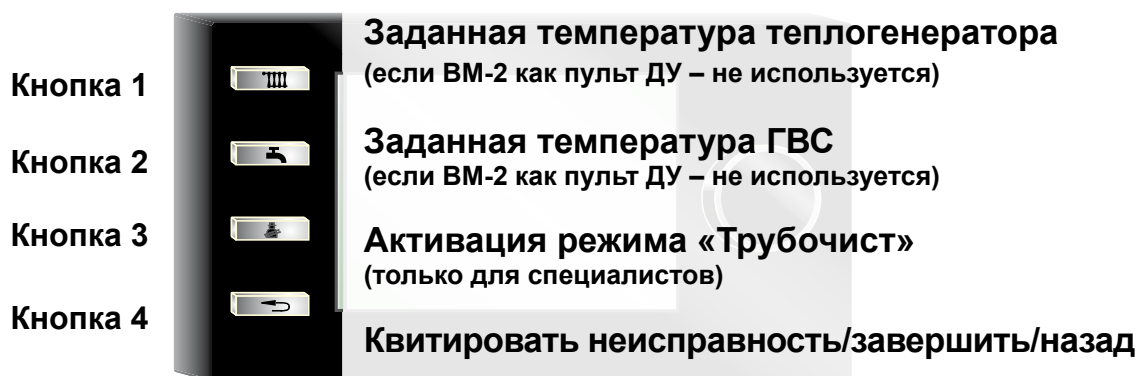 Заданная температура теплогенератора
Кнопка 1
(если BM-2 как пульт ДУ – не используется)
Заданная температура ГВС
Кнопка 2
(если BM-2 как пульт ДУ – не используется)
Кнопка 3
Активация режима «Трубочист»
(только для специалистов)
Кнопка 4
Квитировать неисправность/завершить/назад